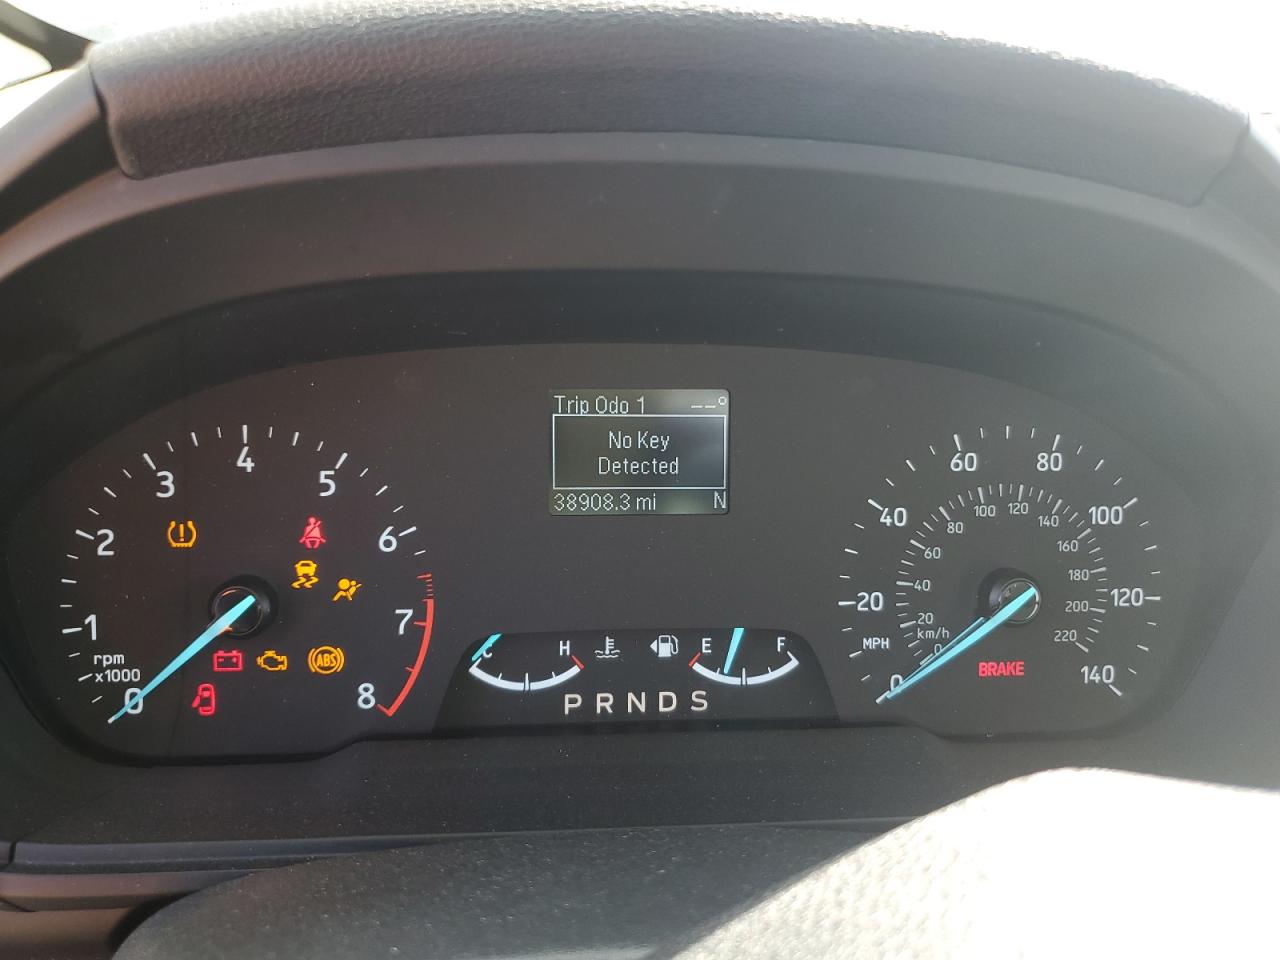 Trip Odo 1 --°
No Key
Detected
38908.3 mi N
0
1
2
3
4
5
6
7
8
rpm
x1000
ABS
!
C H
E F
P R N D S
0
20
40
60
80
100
120
140
MPH
km/h
0
20
40
60
80
100
120
140
160
180
200
220
BRAKE